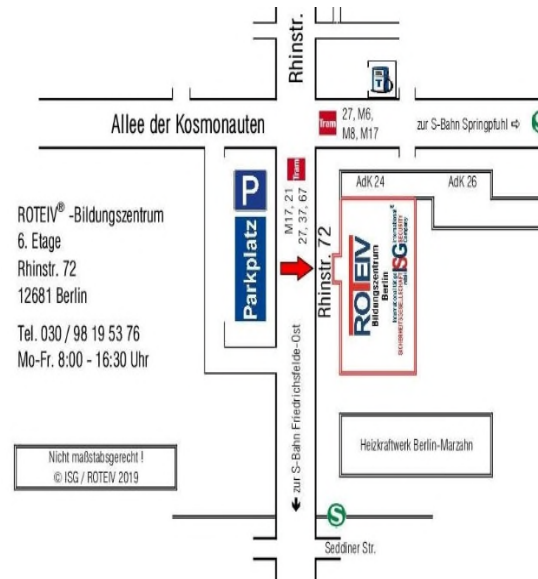 Rhinstr.
Allee der Kosmonauten
Tram
27, M6,
M8, M17
zur S-Bahn Springpfuhl ⇨
S
ROTEIV® -Bildungszentrum
6. Etage
Rhinstr. 72
12681 Berlin
Tel. 030 / 98 19 53 76
Mo-Fr. 8:00 - 16:30 Uhr
P
Parkplatz
Tram
M17, 21
27, 37, 67
Rhinstr. 72
AdK 24
AdK 26
ROTEIV
Bildungszentrum
Berlin
ISG
International
Security
Company
SICHERHEITSGESELLSCHAFT
← zur S-Bahn Friedrichsfelde-Ost
Heizkraftwerk Berlin-Marzahn
Nicht maßstabsgerecht !
© ISG / ROTEIV 2019
S
Seddiner Str.